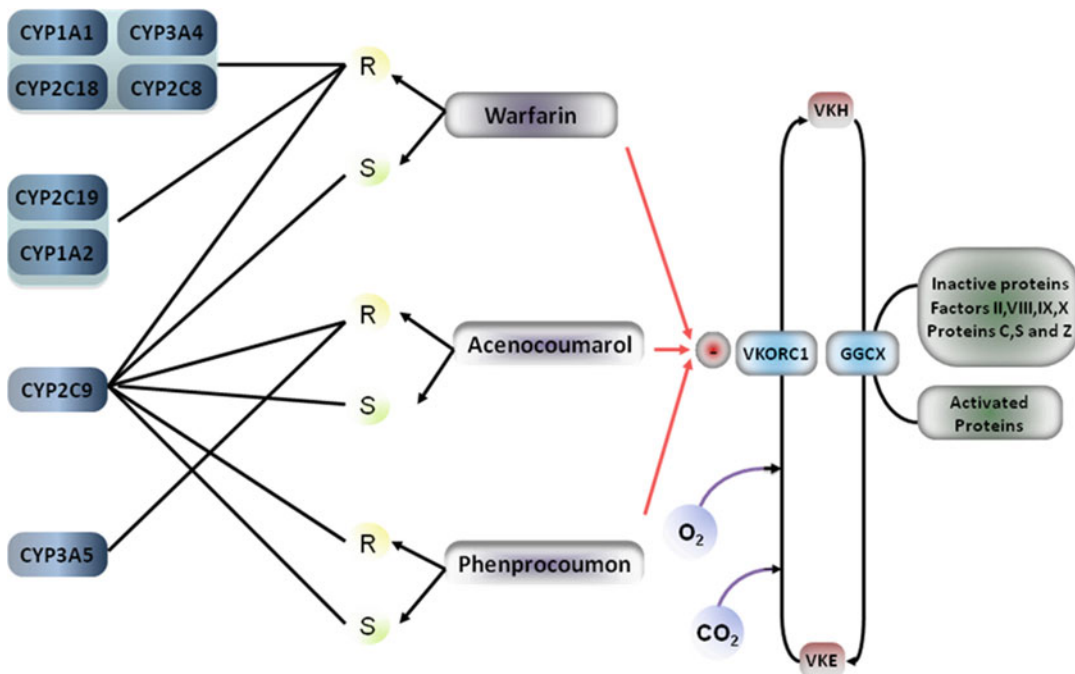 CYP1A1
CYP3A4
CYP2C18
CYP2C8
CYP2C19
CYP1A2
CYP2C9
CYP3A5
R
S
R
S
R
S
Warfarin
Acenocoumarol
Phenprocoumon
-
VKORC1
GGCX
VKH
VKE
O₂
CO₂
Inactive proteins
Factors II,VIII,IX,X
Proteins C,S and Z
Activated
Proteins